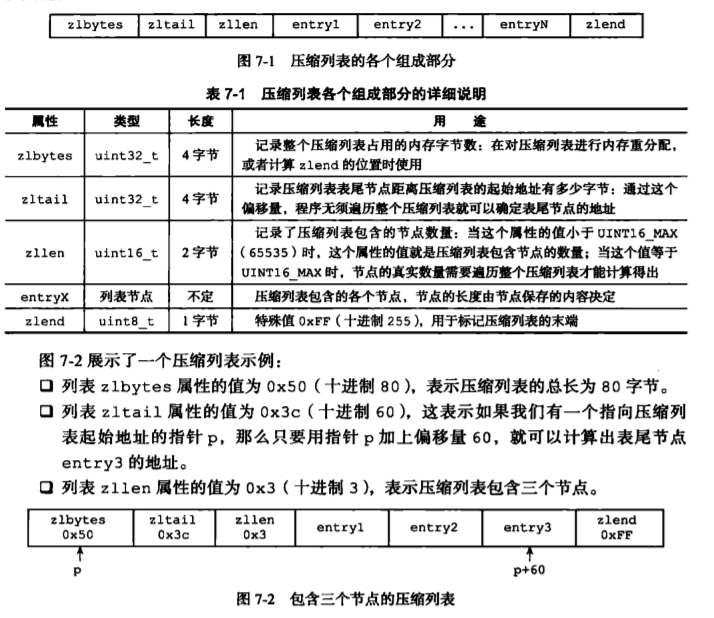 zlbytes zltail zllen entry1 entry2 ... entryN zlend
图 7-1 压缩列表的各个组成部分
表 7-1 压缩列表各个组成部分的详细说明
属性 类型 长度 用 途
zlbytes uint32_t 4 字节 记录整个压缩列表占用的内存字节数：在对压缩列表进行内存重分配，
或者计算 zlend 的位置时使用
zltail uint32_t 4 字节 记录压缩列表表尾节点距离压缩列表的起始地址有多少字节：通过这个
偏移量，程序无须遍历整个压缩列表就可以确定表尾节点的地址
zllen uint16_t 2 字节 记录了压缩列表包含的节点数量：当这个属性的值小于 UINT16_MAX
（65535）时，这个属性的值就是压缩列表包含节点的数量；当这个值等于
UINT16_MAX 时，节点的真实数量需要遍历整个压缩列表才能计算得出
entryX 列表节点 不定 压缩列表包含的各个节点，节点的长度由节点保存的内容决定
zlend uint8_t 1 字节 特殊值 0xFF（十进制 255），用于标记压缩列表的末端
图 7-2 展示了一个压缩列表示例：
❑ 列表 zlbytes 属性的值为 0x50（十进制 80），表示压缩列表的总长为 80 字节。
❑ 列表 zltail 属性的值为 0x3c（十进制 60），这表示如果我们有一个指向压缩列
表起始地址的指针 p，那么只要用指针 p 加上偏移量 60，就可以计算出表尾节点
entry3 的地址。
❑ 列表 zllen 属性的值为 0x3（十进制 3），表示压缩列表包含三个节点。
zlbytes zltail zllen entry1 entry2 entry3 zlend
0x50 0x3c 0x3 0xFF
p p+60
图 7-2 包含三个节点的压缩列表